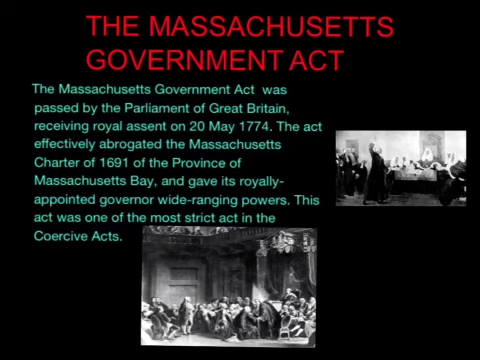 THE MASSACHUSETTS
GOVERNMENT ACT
The Massachusetts Government Act was
passed by the Parliament of Great Britain,
receiving royal assent on 20 May 1774. The act
effectively abrogated the Massachusetts
Charter of 1691 of the Province of
Massachusetts Bay, and gave its royally-
appointed governor wide-ranging powers. This
act was one of the most strict act in the
Coercive Acts.